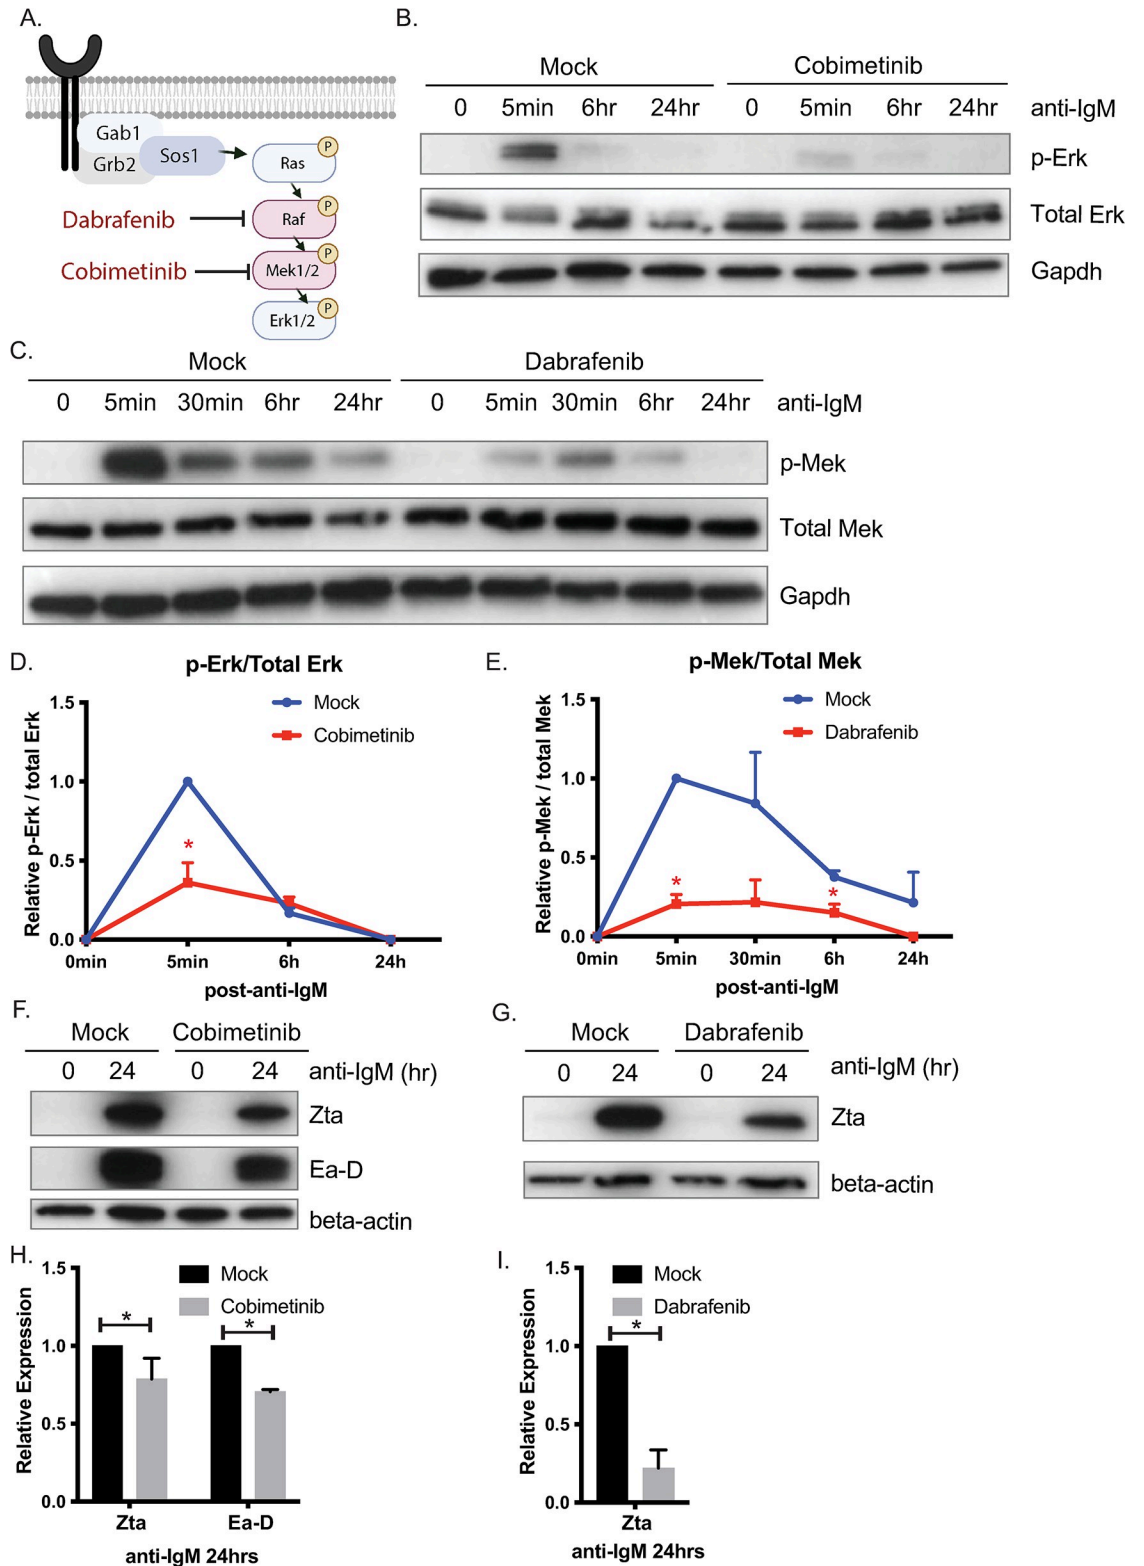 A.
Gab1
Grb2
Sos1
P
Ras
P
Dabrafenib
Raf
P
Cobimetinib
Mek1/2
P
Erk1/2
B.
Mock Cobimetinib
0 5min 6hr 24hr 0 5min 6hr 24hr anti-IgM
p-Erk
Total Erk
Gapdh
C.
Mock Dabrafenib
0 5min 30min 6hr 24hr 0 5min 30min 6hr 24hr anti-IgM
p-Mek
Total Mek
Gapdh
D.
p-Erk/Total Erk
Mock
Cobimetinib
Relative p-Erk / total Erk
1.5
1.0
0.5
0.0
*
0min 5min 6h 24h
post-anti-IgM
E.
p-Mek/Total Mek
Mock
Dabrafenib
Relative p-Mek / total Mek
1.5
1.0
0.5
0.0
* *
0min 5min 30min 6h 24h
post-anti-IgM
F.
Mock Cobimetinib
0 24 0 24 anti-IgM (hr)
Zta
Ea-D
beta-actin
G.
Mock Dabrafenib
0 24 0 24 anti-IgM (hr)
Zta
beta-actin
H.
Mock
Cobimetinib
Relative Expression
1.5
1.0
0.5
0.0
* *
Zta Ea-D
anti-IgM 24hrs
I.
Mock
Dabrafenib
Relative Expression
1.5
1.0
0.5
0.0
*
Zta
anti-IgM 24hrs